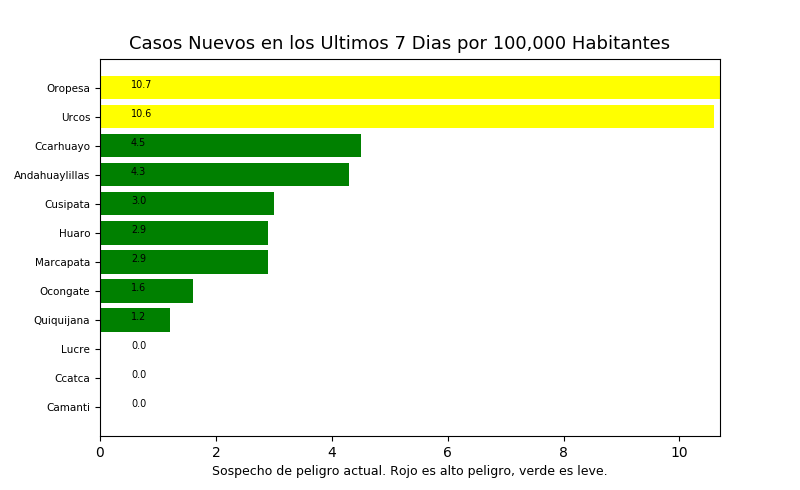 Casos Nuevos en los Ultimos 7 Dias por 100,000 Habitantes
Oropesa 10.7
Urcos 10.6
Ccarhuayo 4.5
Andahuaylillas 4.3
Cusipata 3.0
Huaro 2.9
Marcapata 2.9
Ocongate 1.6
Quiquijana 1.2
Lucre 0.0
Ccatca 0.0
Camanti 0.0
0 2 4 6 8 10
Sospecho de peligro actual. Rojo es alto peligro, verde es leve.